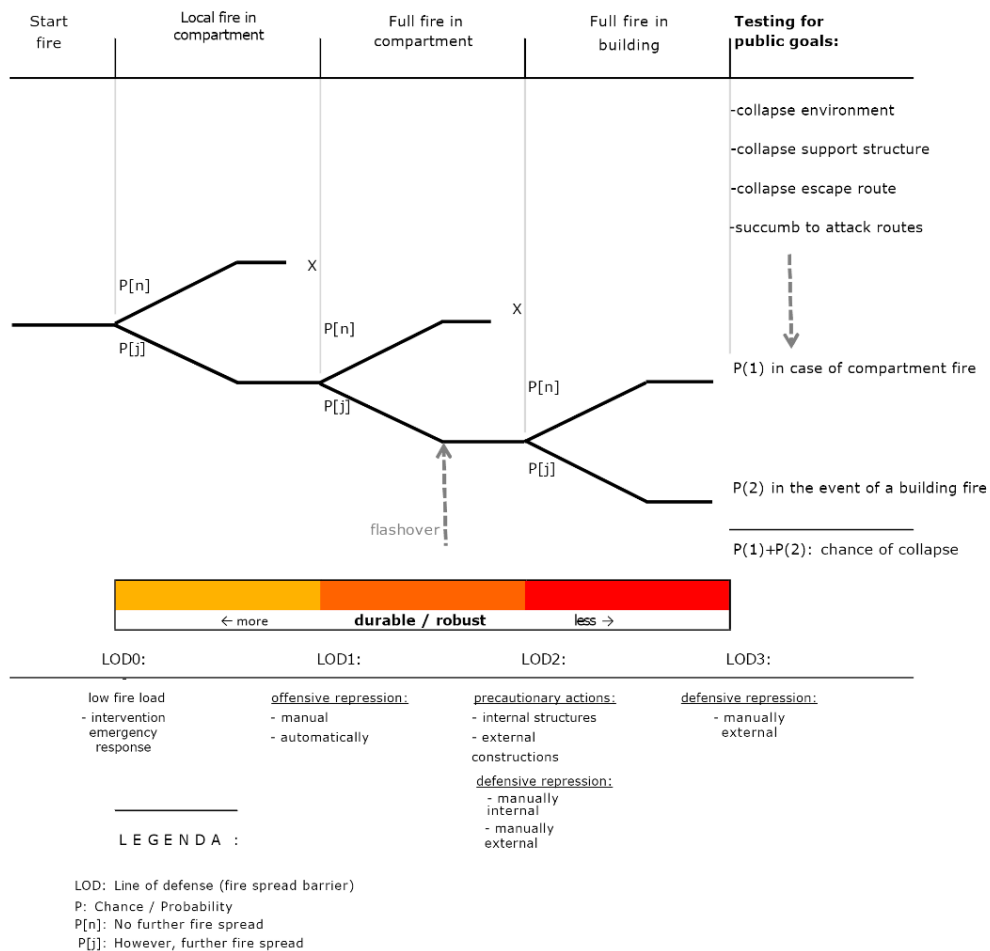 Start
fire
Local fire in
compartment
Full fire in
compartment
Full fire in
building
Testing for
public goals:
-collapse environment
-collapse support structure
-collapse escape route
-succumb to attack routes
P[n]
X
P[j]
P[n]
X
P[j]
P[n]
P[j]
P(1) in case of compartment fire
P(2) in the event of a building fire
flashover
P(1)+P(2): chance of collapse
← more
durable / robust
less →
LOD0:
LOD1:
LOD2:
LOD3:
-
low fire load
- intervention
emergency
response
offensive repression:
- manual
- automatically
precautionary actions:
- internal structures
- external
constructions
defensive repression:
- manually
internal
- manually
external
defensive repression:
- manually
external
LEGENDA :
LOD: Line of defense (fire spread barrier)
P: Chance / Probability
P[n]: No further fire spread
P[j]: However, further fire spread